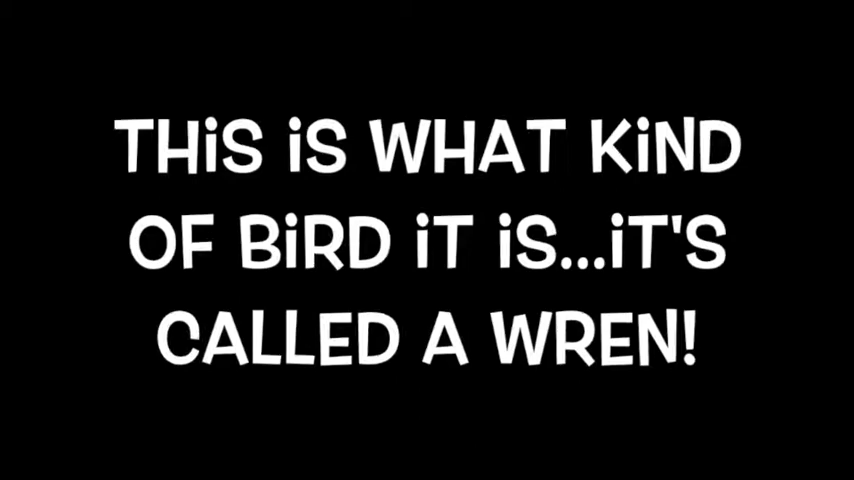 THiS iS WHAT KiND
OF BiRD iT iS...iT'S
CALLED A WREN!